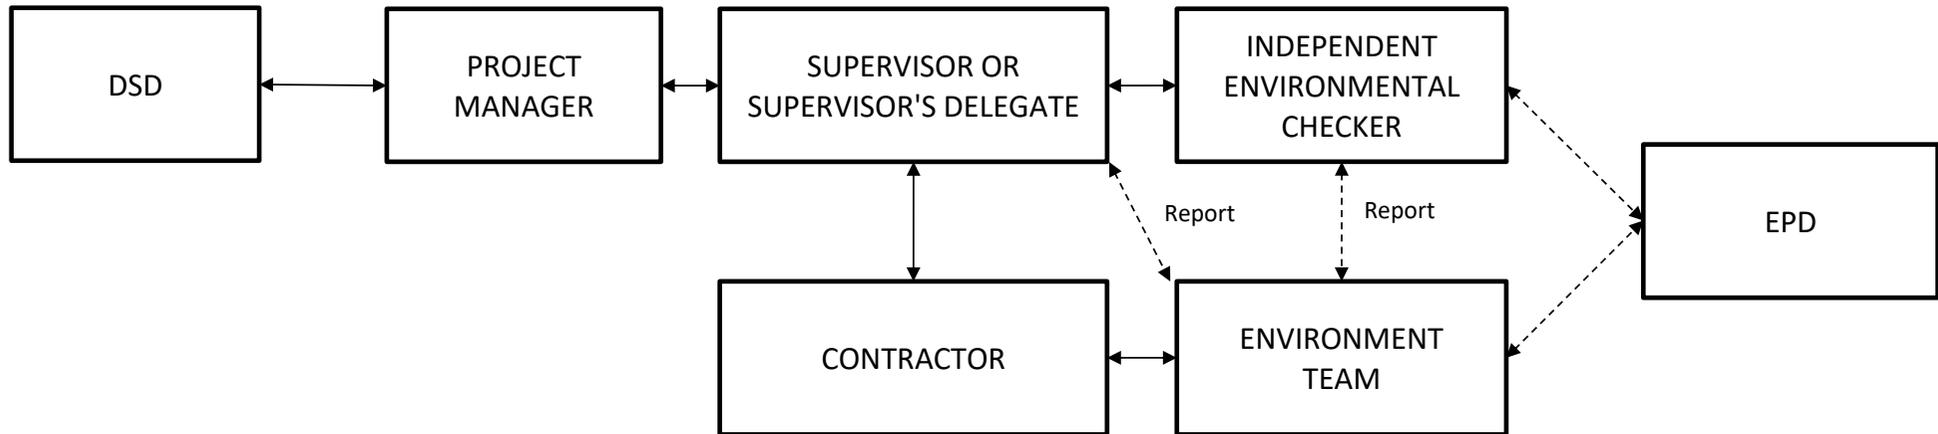 DSD
PROJECT
MANAGER
SUPERVISOR OR
SUPERVISOR'S DELEGATE
INDEPENDENT
ENVIRONMENTAL
CHECKER
Report
Report
EPD
CONTRACTOR
ENVIRONMENT
TEAM